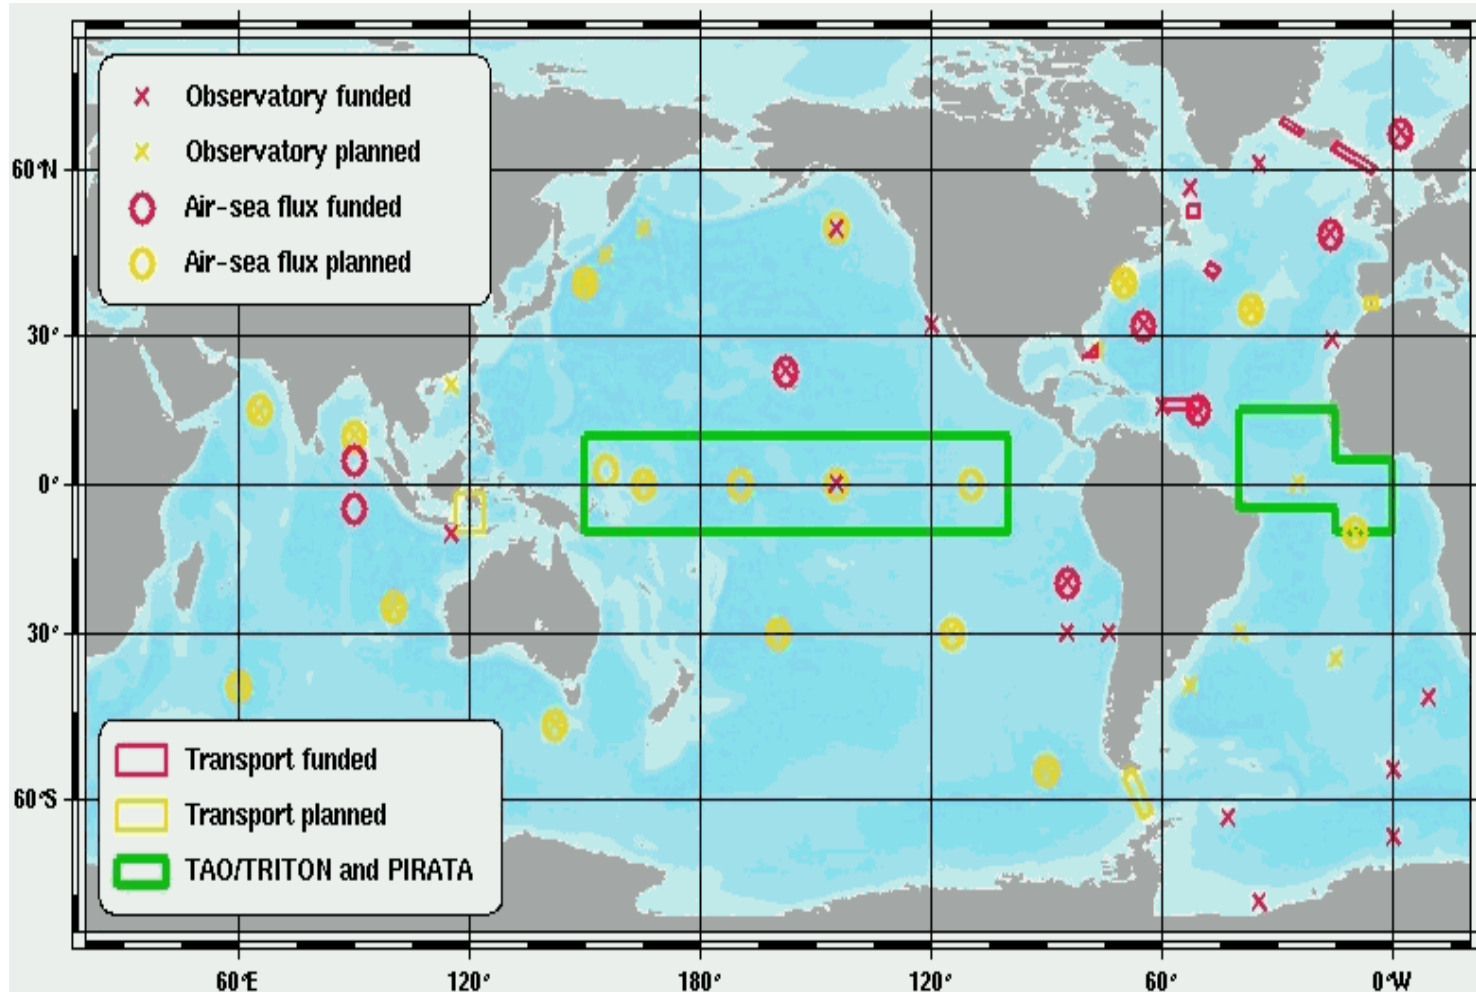 Observatory funded
Observatory planned
Air-sea flux funded
Air-sea flux planned
60°N
30°
0°
30°
60°S
Transport funded
Transport planned
TAO/TRITON and PIRATA
60°E
120°
180°
120°
60°
0°W